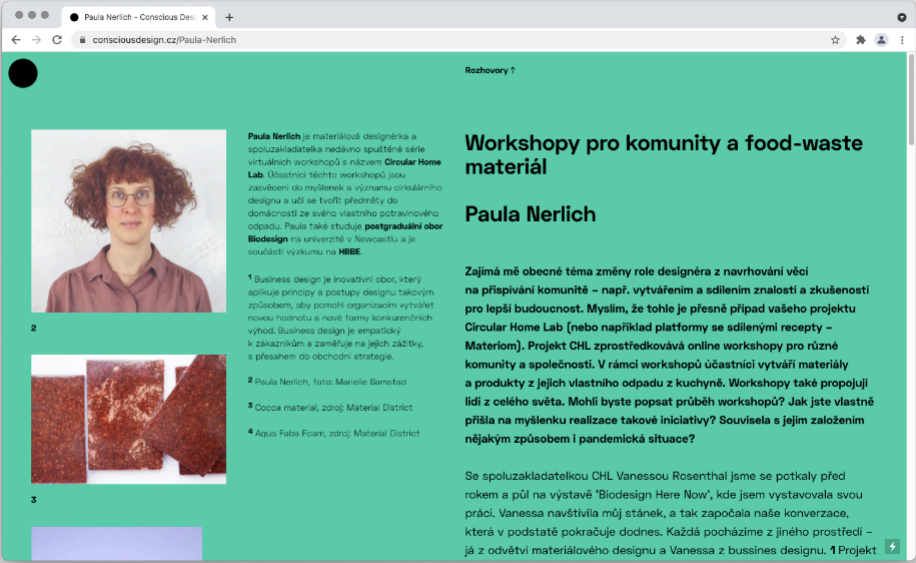 Paula Nerlich - Conscious Desi
consciousdesign.cz/Paula-Nerlich
Rozhovory ↑
2
3
Paula Nerlich je materiálová designérka a
spoluzakladatelka nedávno spuštěné série
virtuálních workshopů s názvem Circular Home
Lab. Účastníci těchto workshopů jsou
zasvěceni do myšlenek a významu cirkulárního
designu a učí se tvořit předměty do
domácnosti ze svého vlastního potravinového
odpadu. Paula také studuje postgraduální obor
Biodesign na univerzitě v Newcastlu a je
součástí výzkumu na HBBE.
1 Business design je inovativní obor, který
aplikuje principy a postupy designu takovým
způsobem, aby pomohl organizacím vytvářet
novou hodnotu a nové formy konkurenčních
výhod. Business design je empatický
k zákazníkům a zaměřuje na jejich zážitky,
s přesahem do obchodní strategie.
2 Paula Nerlich, foto: Marielle Samstad
3 Cocoa material, zdroj: Material District
4 Aqua Faba Foam, zdroj: Material District
Workshopy pro komunity a food-waste
materiál
Paula Nerlich
Zajímá mě obecné téma změny role designéra z navrhování věcí
na přispívání komunitě – např. vytvářením a sdílením znalostí a zkušeností
pro lepší budoucnost. Myslím, že tohle je přesně případ vašeho projektu
Circular Home Lab (nebo například platformy se sdílenými recepty –
Materiom). Projekt CHL zprostředkovává online workshopy pro různé
komunity a společnosti. V rámci workshopů účastníci vytváří materiály
a produkty z jejich vlastního odpadu z kuchyně. Workshopy také propojují
lidi z celého světa. Mohli byste popsat průběh workshopů? Jak jste vlastně
přišla na myšlenku realizace takové iniciativy? Souvisela s jejím založením
nějakým způsobem i pandemická situace?
Se spoluzakladatelkou CHL Vanessou Rosenthal jsme se potkaly před
rokem a půl na výstavě 'Biodesign Here Now', kde jsem vystavovala svou
práci. Vanessa navštívila můj stánek, a tak započala naše konverzace,
která v podstatě pokračuje dodnes. Každá pocházíme z jiného prostředí –
já z odvětví materiálového designu a Vanessa z bussines designu. 1 Projekt